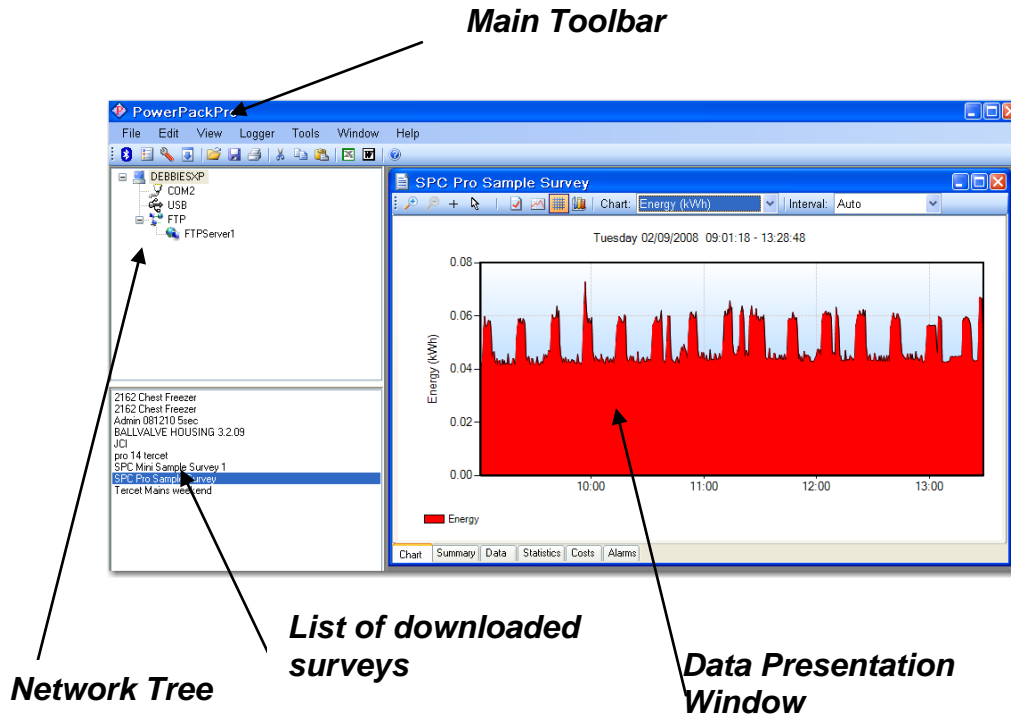 Main Toolbar
PowerPackPro
File Edit View Logger Tools Window Help
DEBBIESXP
COM2
USB
FTP
FTPServer1
2162 Chest Freezer
2162 Chest Freezer
Admin 081210 5sec
BALLVALVE HOUSING 3.2.09
JCI
pro 14 tercet
SPC Mini Sample Survey 1
SPC Pro Sample Survey
Tercet Mains weekend
SPC Pro Sample Survey
Chart: Energy (kWh) Interval: Auto
Tuesday 02/09/2008 09:01:18 - 13:28:48
Energy (kWh)
0.08
0.06
0.04
0.02
0.00
10:00 11:00 12:00 13:00
Energy
Chart Summary Data Statistics Costs Alarms
Network Tree
List of downloaded
surveys
Data Presentation
Window